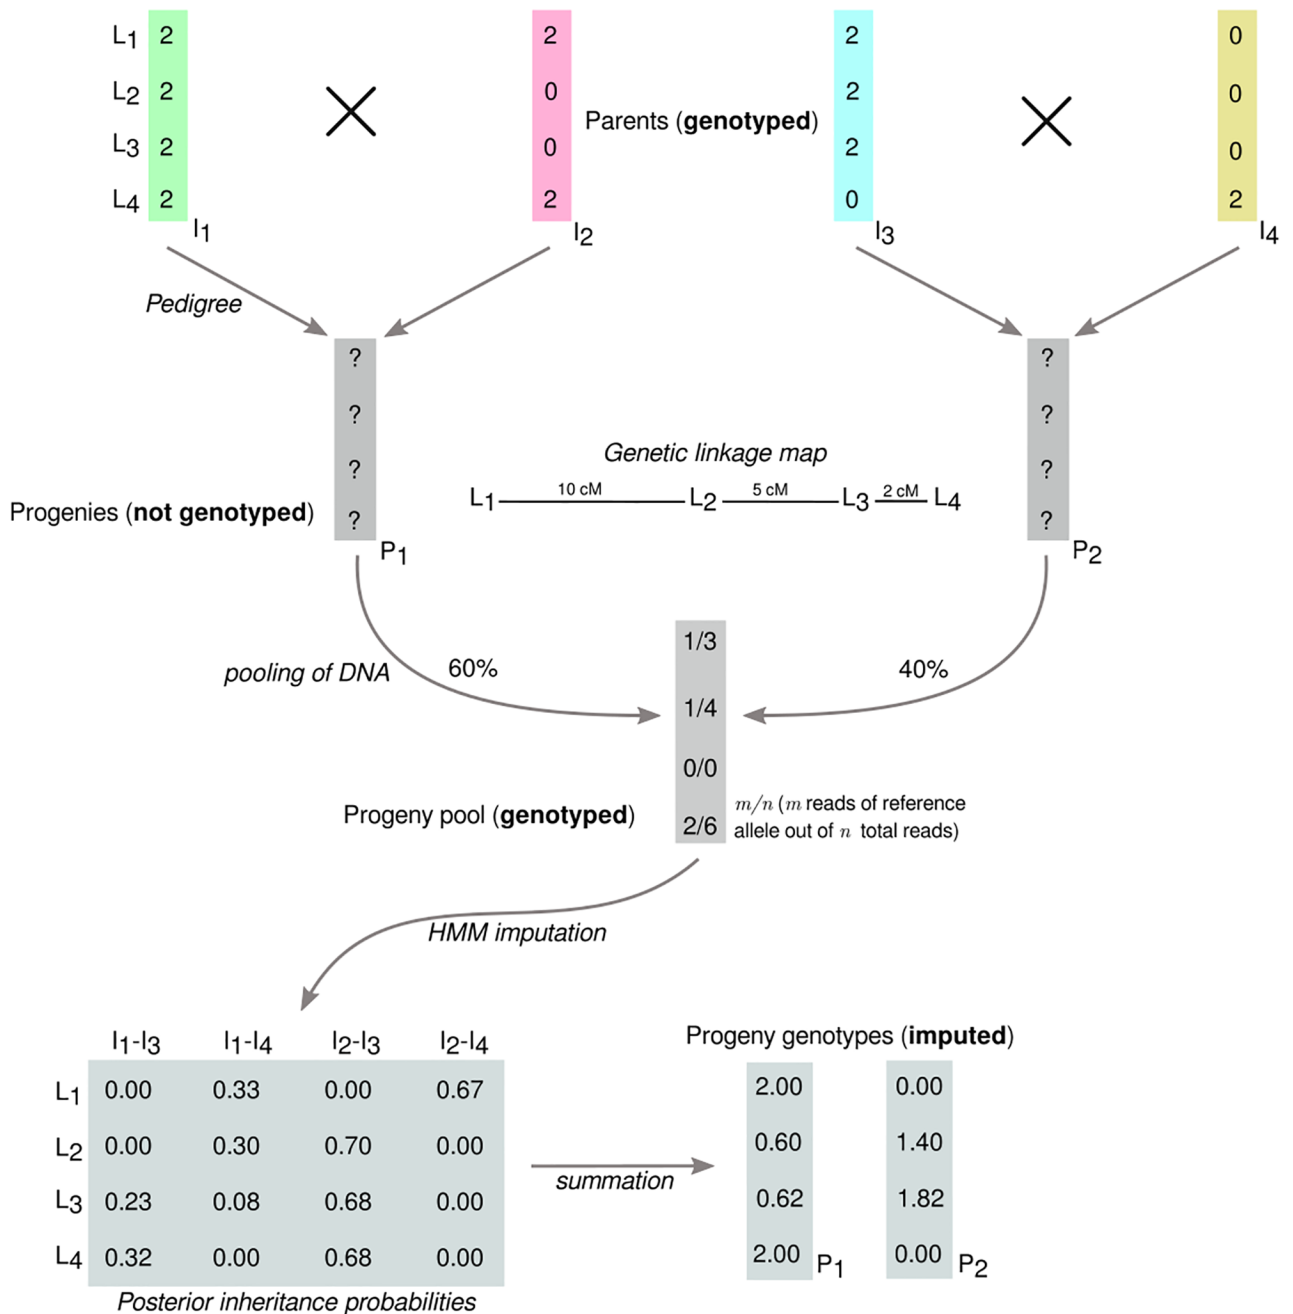 L1 2 2 2 0
L2 2 0 2 0
Parents (genotyped)
L3 2 0 2 0
L4 2 2 0 2
I1 I2 I3 I4
Pedigree
? ?
? ?
Genetic linkage map
? ?
10 cM 5 cM 2 cM
L1 L2 L3 L4
Progenies (not genotyped) ? ?
P1 P2
1/3
pooling of DNA 60% 40%
1/4
0/0
Progeny pool (genotyped) 2/6
m/n (m reads of reference
allele out of n total reads)
HMM imputation
I1-I3 I1-I4 I2-I3 I2-I4
Progeny genotypes (imputed)
L1 0.00 0.33 0.00 0.67 2.00 0.00
L2 0.00 0.30 0.70 0.00 0.60 1.40
summation
L3 0.23 0.08 0.68 0.00 0.62 1.82
L4 0.32 0.00 0.68 0.00 2.00 P1 0.00 P2
Posterior inheritance probabilities